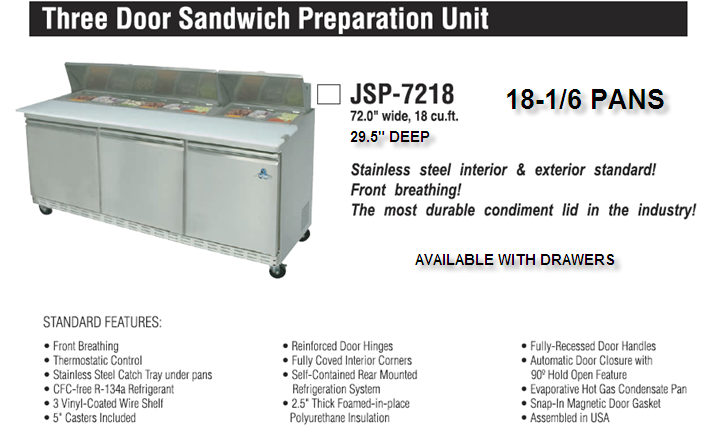 Three Door Sandwich Preparation Unit
JSP-7218
18-1/6 PANS
72.0" wide, 18 cu.ft.
29.5" DEEP
Stainless steel interior & exterior standard!
Front breathing!
The most durable condiment lid in the industry!
AVAILABLE WITH DRAWERS
STANDARD FEATURES:
• Front Breathing
• Thermostatic Control
• Stainless Steel Catch Tray under pans
• CFC-free R-134a Refrigerant
• 3 Vinyl-Coated Wire Shelf
• 5" Casters Included
• Reinforced Door Hinges
• Fully Coved Interior Corners
• Self-Contained Rear Mounted
Refrigeration System
• 2.5" Thick Foamed-in-place
Polyurethane Insulation
• Fully-Recessed Door Handles
• Automatic Door Closure with
90º Hold Open Feature
• Evaporative Hot Gas Condensate Pan
• Snap-In Magnetic Door Gasket
• Assembled in USA